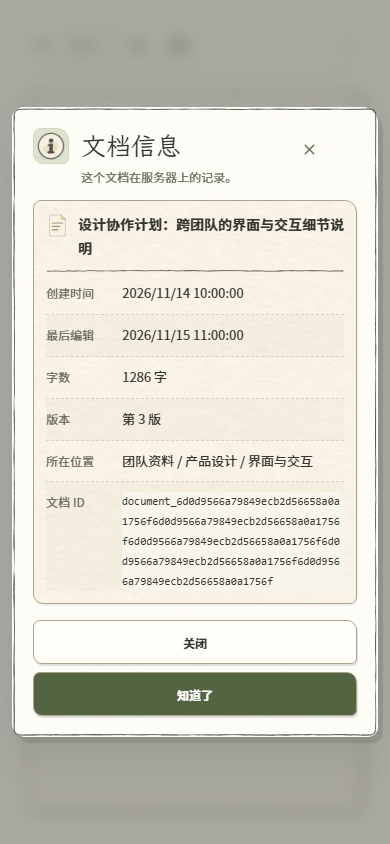 文档信息
这个文档在服务器上的记录。
设计协作计划：跨团队的界面与交互细节说
明
创建时间 2026/11/14 10:00:00
最后编辑 2026/11/15 11:00:00
字数 1286 字
版本 第 3 版
所在位置 团队资料 / 产品设计 / 界面与交互
文档 ID document_6d0d9566a79849ecb2d56658a0a
1756f6d0d9566a79849ecb2d56658a0a1756
f6d0d9566a79849ecb2d56658a0a1756f6d0
d9566a79849ecb2d56658a0a1756f6d0d956
6a79849ecb2d56658a0a1756f
关闭
知道了